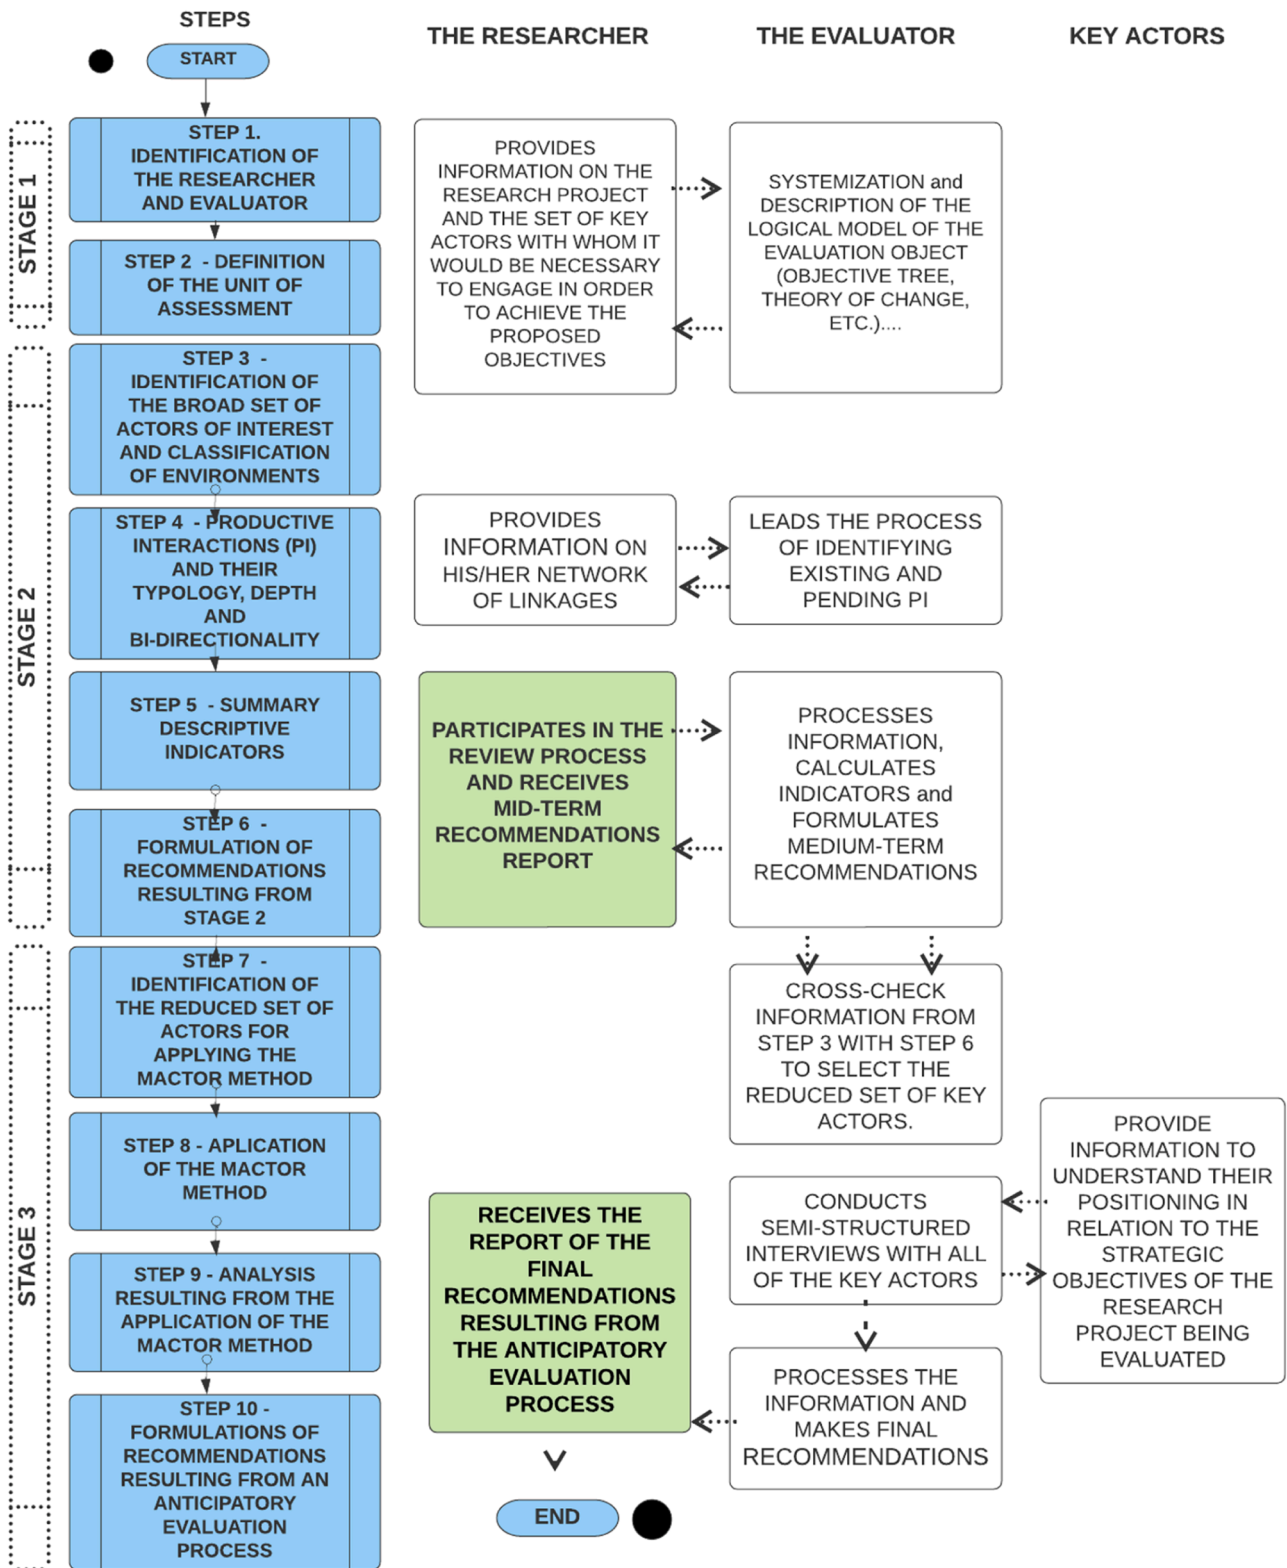 STEPS
THE RESEARCHER
THE EVALUATOR
KEY ACTORS
START
STAGE 1
STEP 1.
IDENTIFICATION OF
THE RESEARCHER
AND EVALUATOR
STEP 2  - DEFINITION
OF THE UNIT OF
ASSESSMENT
PROVIDES
INFORMATION ON THE
RESEARCH PROJECT
AND THE SET OF KEY
ACTORS WITH WHOM IT
WOULD BE NECESSARY
TO ENGAGE IN ORDER
TO ACHIEVE THE
PROPOSED
OBJECTIVES
SYSTEMIZATION and
DESCRIPTION OF THE
LOGICAL MODEL OF THE
EVALUATION OBJECT
(OBJECTIVE TREE,
THEORY OF CHANGE,
ETC.)....
STAGE 2
STEP 3  -
IDENTIFICATION OF
THE BROAD SET OF
ACTORS OF INTEREST
AND CLASSIFICATION
OF ENVIRONMENTS
STEP 4  - PRODUCTIVE
INTERACTIONS (PI)
AND THEIR
TYPOLOGY, DEPTH
AND
BI-DIRECTIONALITY
PROVIDES
INFORMATION ON
HIS/HER NETWORK
OF LINKAGES
LEADS THE PROCESS
OF IDENTIFYING
EXISTING AND
PENDING PI
STEP 5  - SUMMARY
DESCRIPTIVE
INDICATORS
STEP 6  -
FORMULATION OF
RECOMMENDATIONS
RESULTING FROM
STAGE 2
PARTICIPATES IN THE
REVIEW PROCESS
AND RECEIVES
MID-TERM
RECOMMENDATIONS
REPORT
PROCESSES
INFORMATION,
CALCULATES
INDICATORS and
FORMULATES
MEDIUM-TERM
RECOMMENDATIONS
STAGE 3
STEP 7  -
IDENTIFICATION OF
THE REDUCED SET OF
ACTORS FOR
APPLYING THE
MACTOR METHOD
CROSS-CHECK
INFORMATION FROM
STEP 3 WITH STEP 6
TO SELECT THE
REDUCED SET OF KEY
ACTORS.
STEP 8 - APLICATION
OF THE MACTOR
METHOD
CONDUCTS
SEMI-STRUCTURED
INTERVIEWS WITH ALL
OF THE KEY ACTORS
PROVIDE
INFORMATION TO
UNDERSTAND THEIR
POSITIONING IN
RELATION TO THE
STRATEGIC
OBJECTIVES OF THE
RESEARCH
PROJECT BEING
EVALUATED
STEP 9 - ANALYSIS
RESULTING FROM THE
APPLICATION OF THE
MACTOR METHOD
STEP 10 -
FORMULATIONS OF
RECOMMENDATIONS
RESULTING FROM AN
ANTICIPATORY
EVALUATION
PROCESS
RECEIVES THE
REPORT OF THE
FINAL
RECOMMENDATIONS
RESULTING FROM
THE ANTICIPATORY
EVALUATION
PROCESS
PROCESSES THE
INFORMATION AND
MAKES FINAL
RECOMMENDATIONS
END